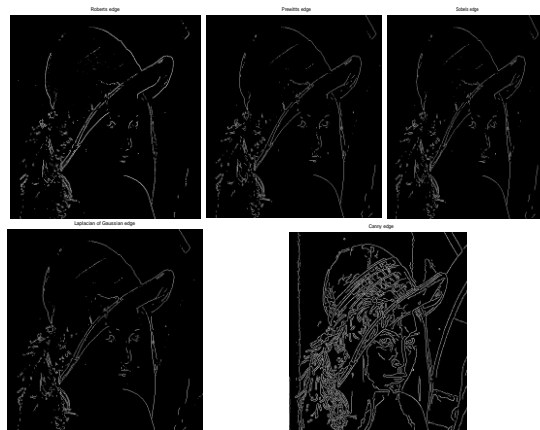 Roberts edge
Prewitts edge
Sobels edge
Laplacian of Gaussian edge
Canny edge